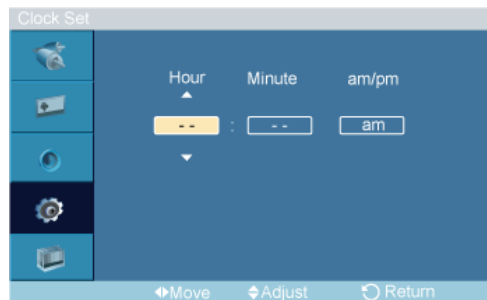 Clock Set
Hour Minute am/pm
- - : - - am
Move Adjust Return